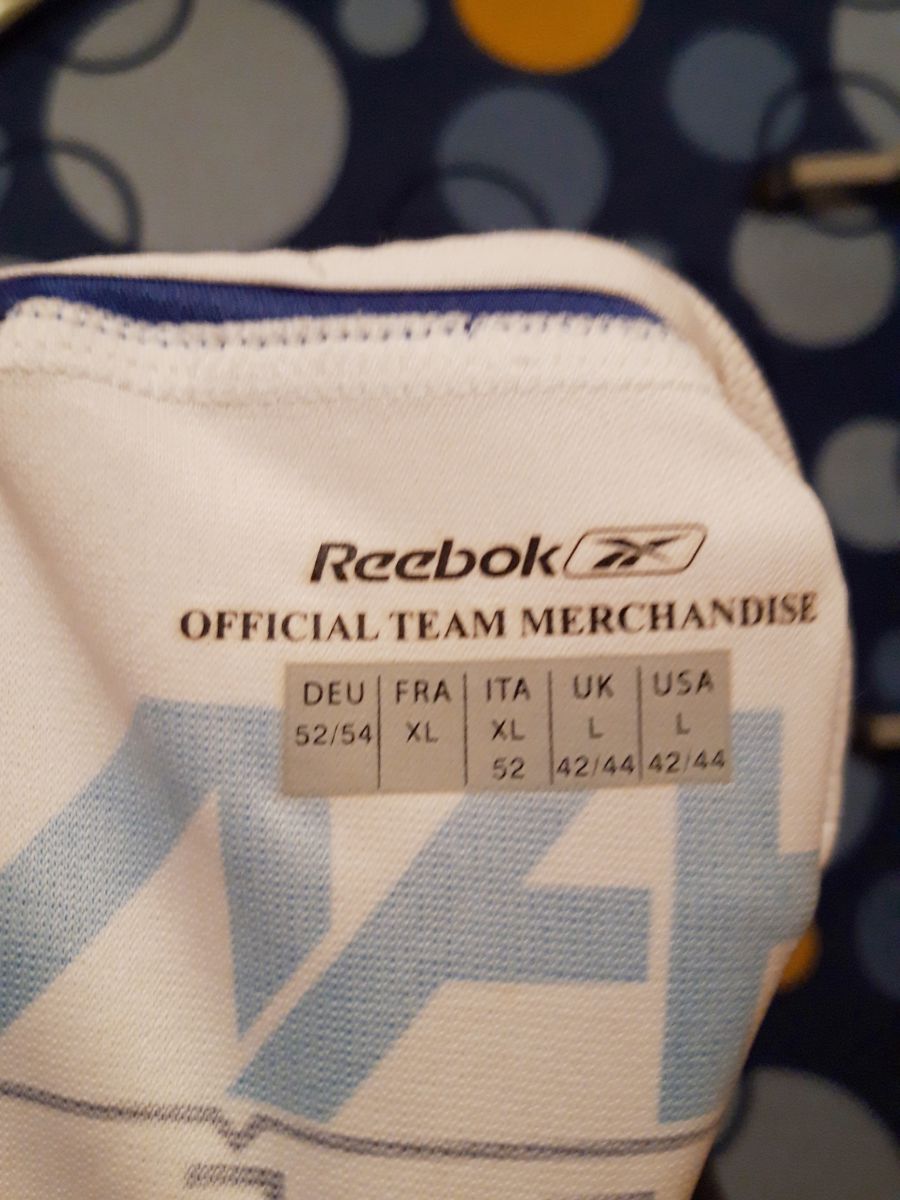 Reebok
OFFICIAL TEAM MERCHANDISE
DEU FRA ITA UK USA
52/54 XL XL L L
52 42/44 42/44